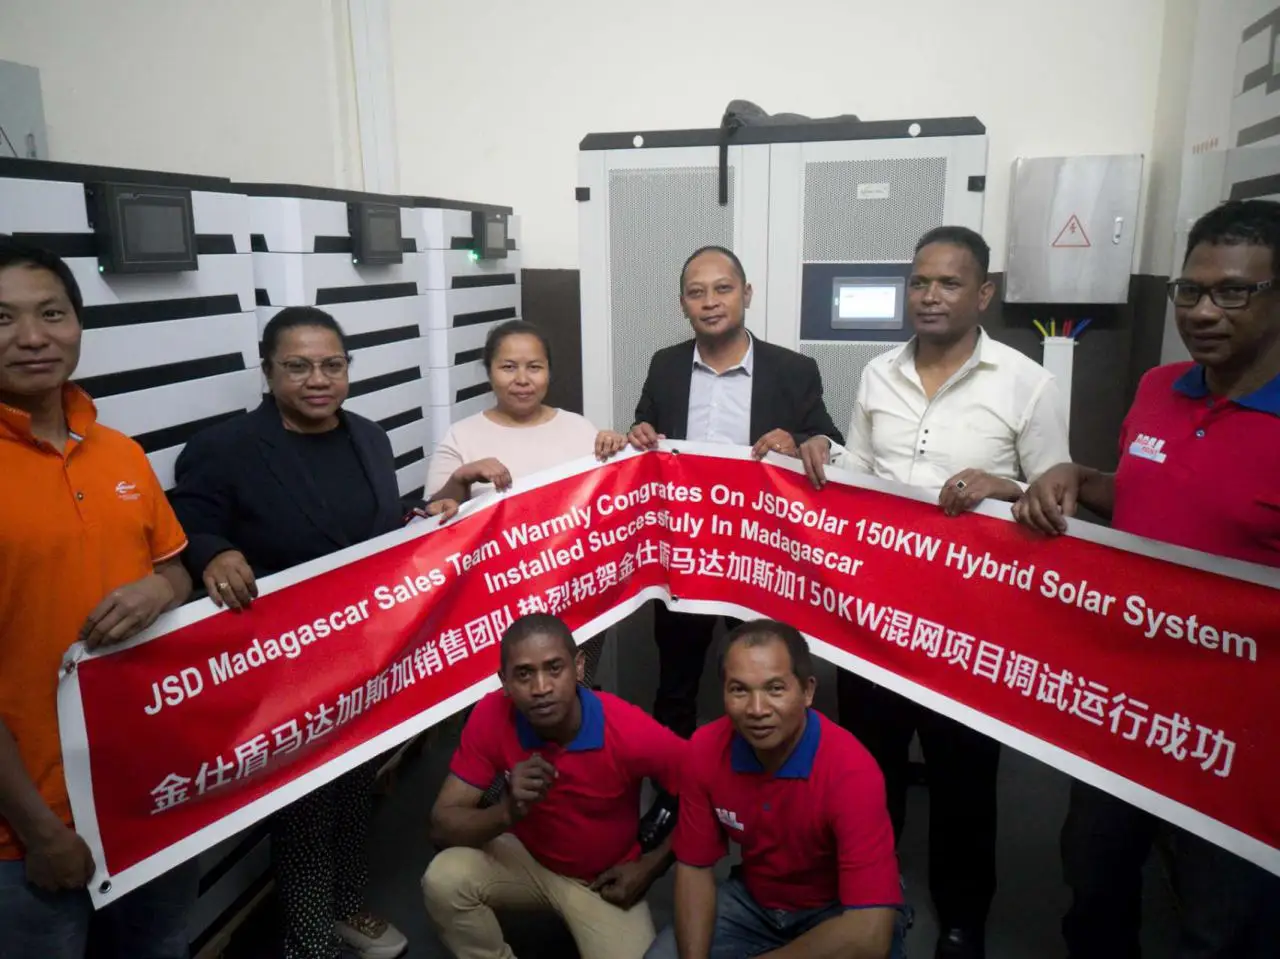 JSD Madagascar Sales Team Warmly Congrates On JSDSolar 150KW Hybrid Solar System
Installed Successfuly In Madagascar
金仕盾马达加斯加销售团队热烈祝贺金仕盾马达加斯加150KW混网项目调试运行成功